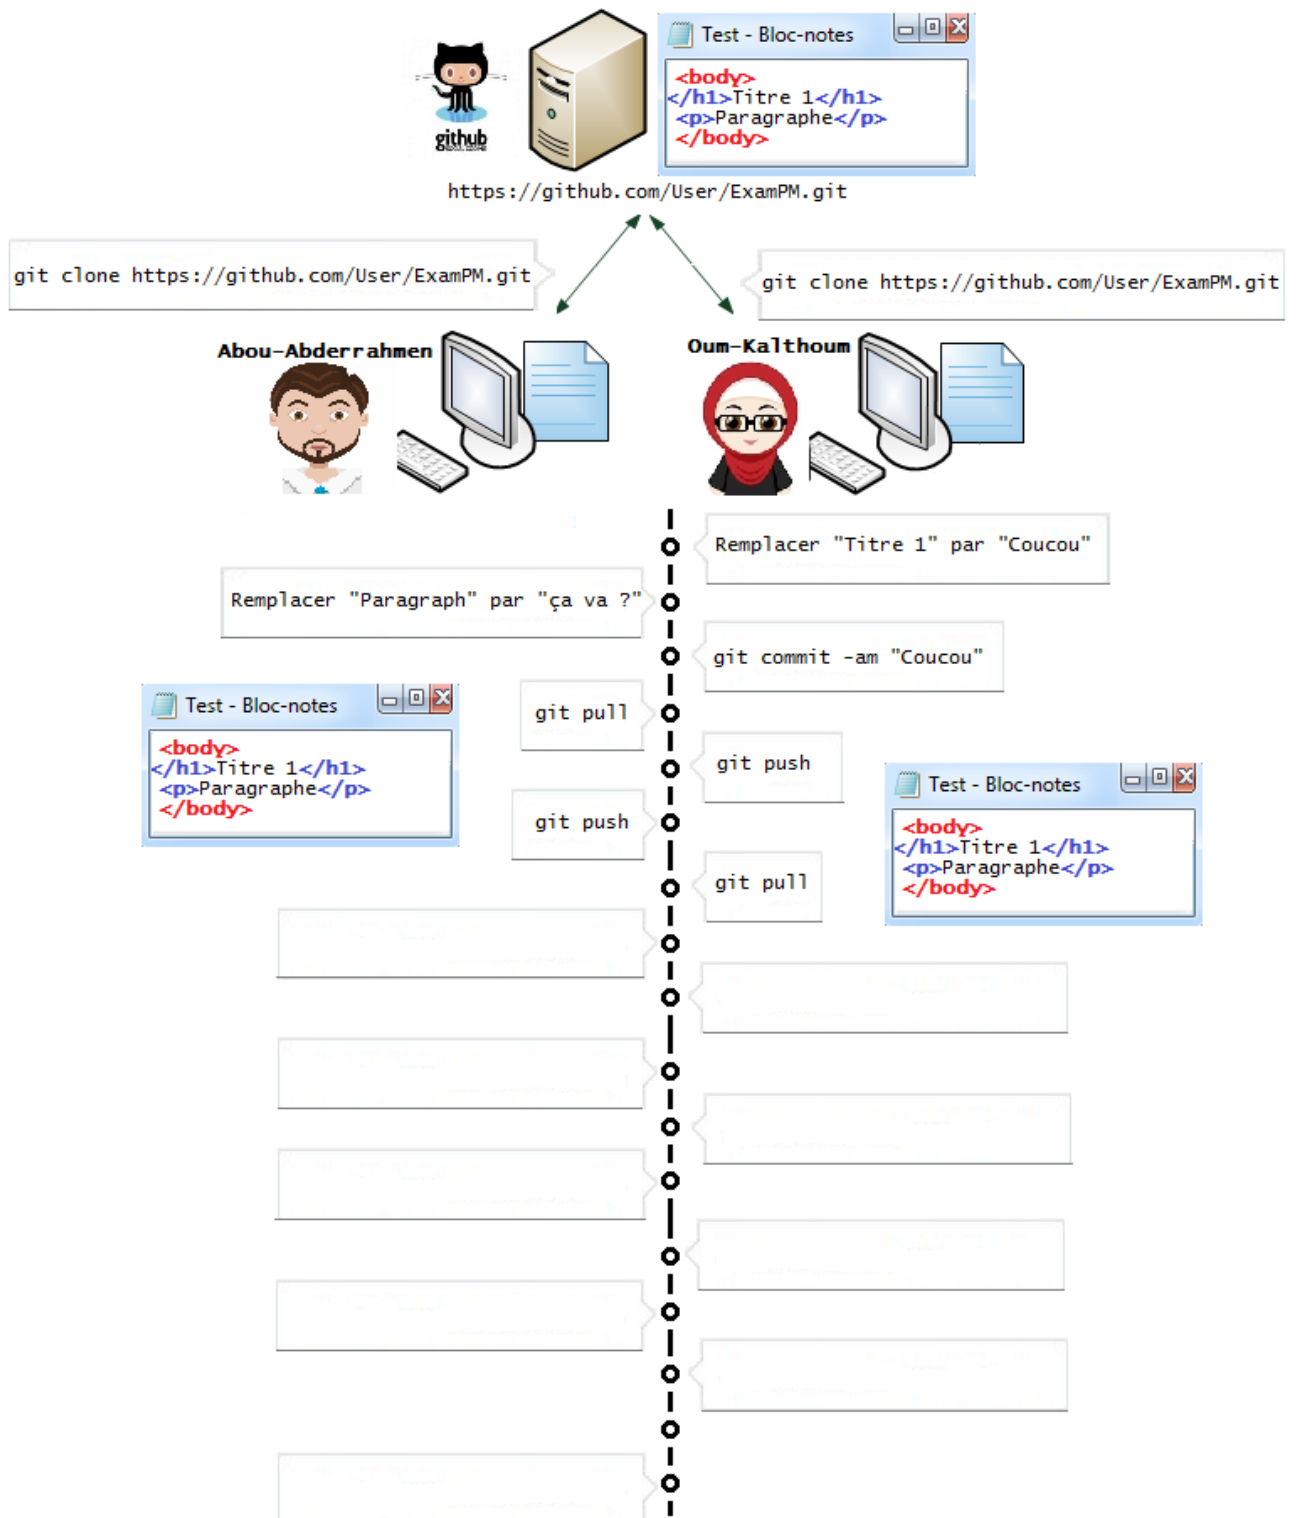 Test - Bloc-notes
<body>
</h1>Titre 1</h1>
<p>Paragraphe</p>
</body>
github
https://github.com/User/ExamPM.git
git clone https://github.com/User/ExamPM.git
git clone https://github.com/User/ExamPM.git
Abou-Abderrahmen
Oum-Kalthoum
Remplacer "Titre 1" par "Coucou"
Remplacer "Paragraph" par "ça va ?"
git commit -am "Coucou"
git pull
Test - Bloc-notes
<body>
</h1>Titre 1</h1>
<p>Paragraphe</p>
</body>
git push
Test - Bloc-notes
<body>
</h1>Titre 1</h1>
<p>Paragraphe</p>
</body>
git push
git pull